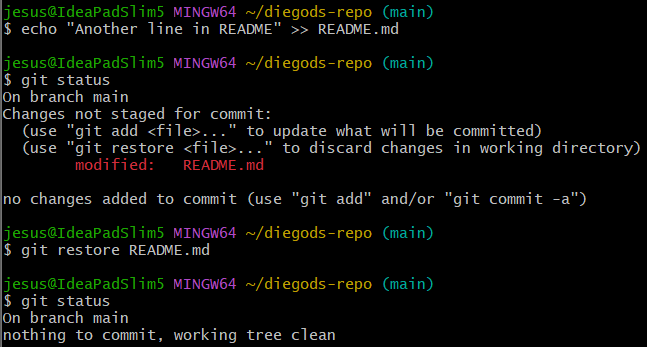 jesus@IdeaPadSlim5 MINGW64 ~/diegods-repo (main)
$ echo "Another line in README" >> README.md
jesus@IdeaPadSlim5 MINGW64 ~/diegods-repo (main)
$ git status
On branch main
Changes not staged for commit:
  (use "git add <file>..." to update what will be committed)
  (use "git restore <file>..." to discard changes in working directory)
        modified:   README.md
no changes added to commit (use "git add" and/or "git commit -a")
jesus@IdeaPadSlim5 MINGW64 ~/diegods-repo (main)
$ git restore README.md
jesus@IdeaPadSlim5 MINGW64 ~/diegods-repo (main)
$ git status
On branch main
nothing to commit, working tree clean